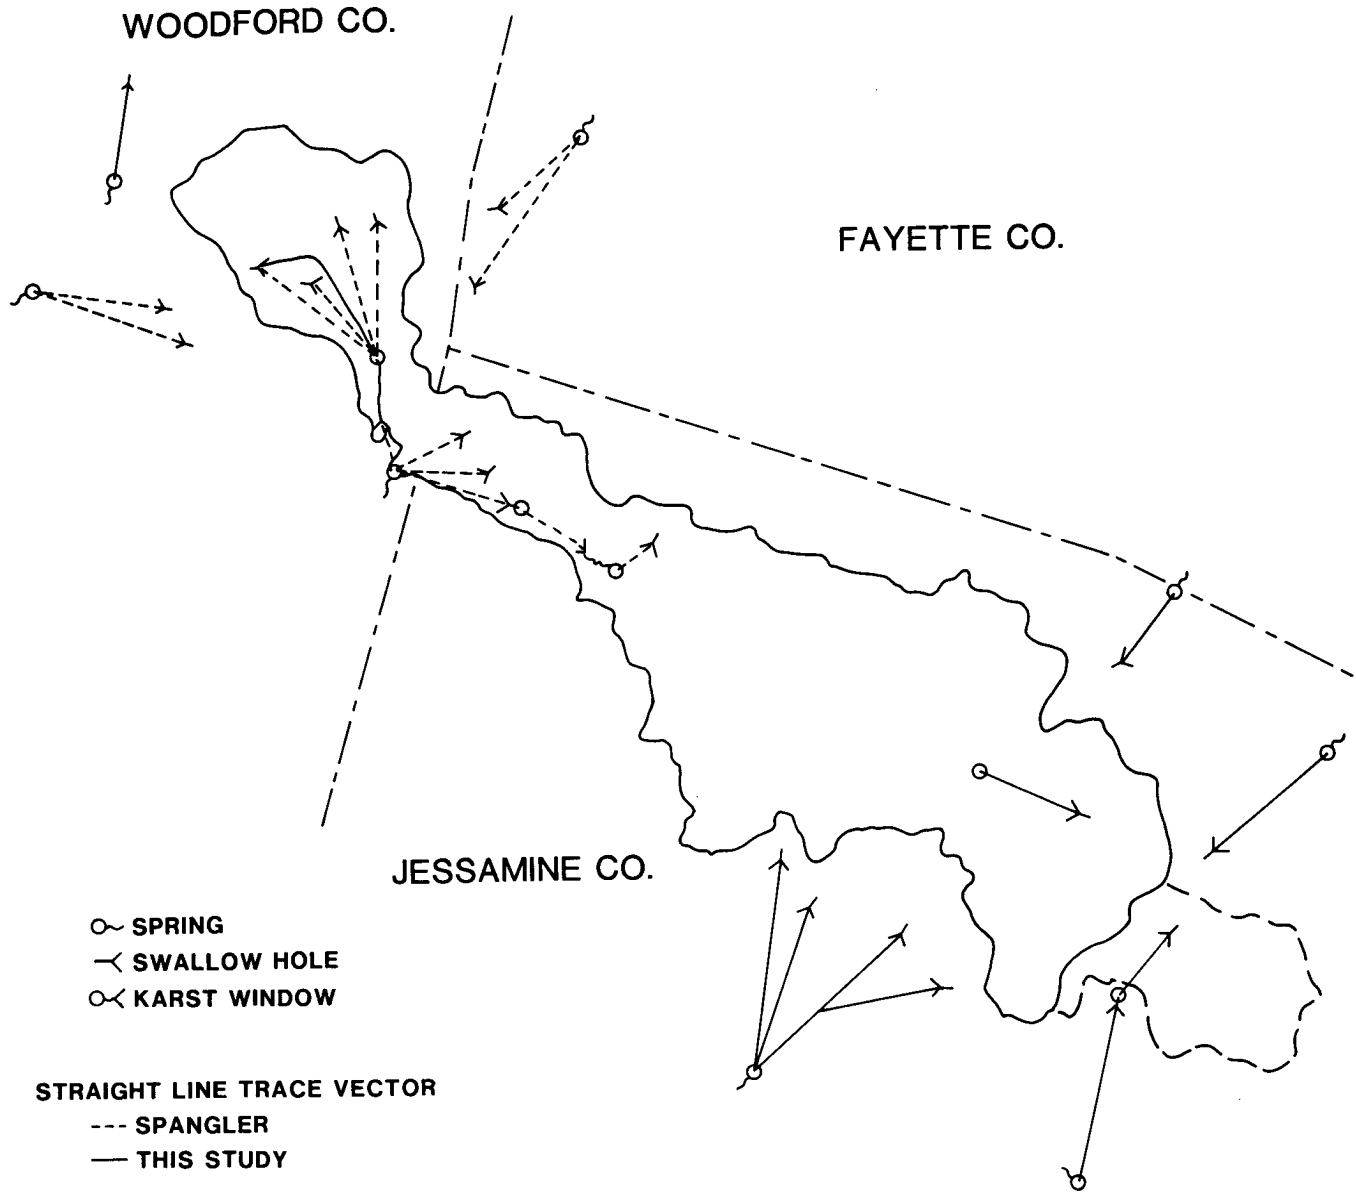 WOODFORD CO.
FAYETTE CO.
JESSAMINE CO.
SPRING
SWALLOW HOLE
KARST WINDOW
STRAIGHT LINE TRACE VECTOR
--- SPANGLER
— THIS STUDY